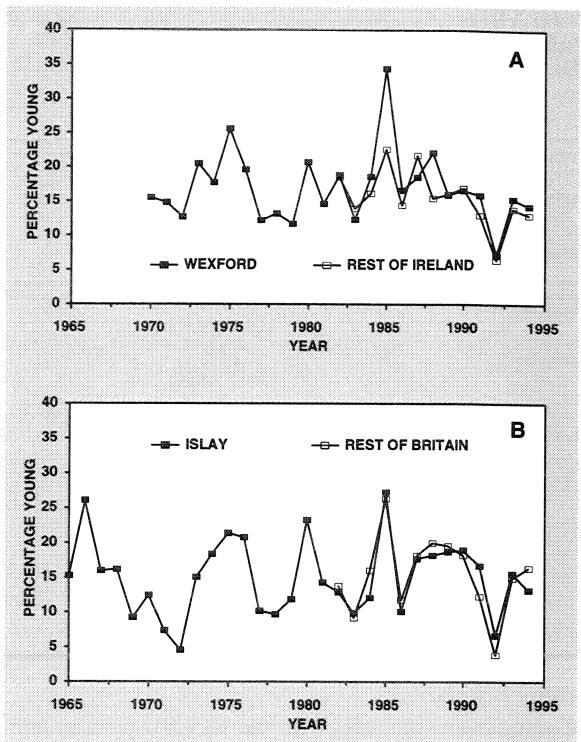 40
A
35
30
25
20
15
10
5
0
PERCENTAGE YOUNG
WEXFORD REST OF IRELAND
1965 1970 1975 1980 1985 1990 1995
YEAR
40
B
35
30
25
20
15
10
5
0
PERCENTAGE YOUNG
ISLAY REST OF BRITAIN
1965 1970 1975 1980 1985 1990 1995
YEAR